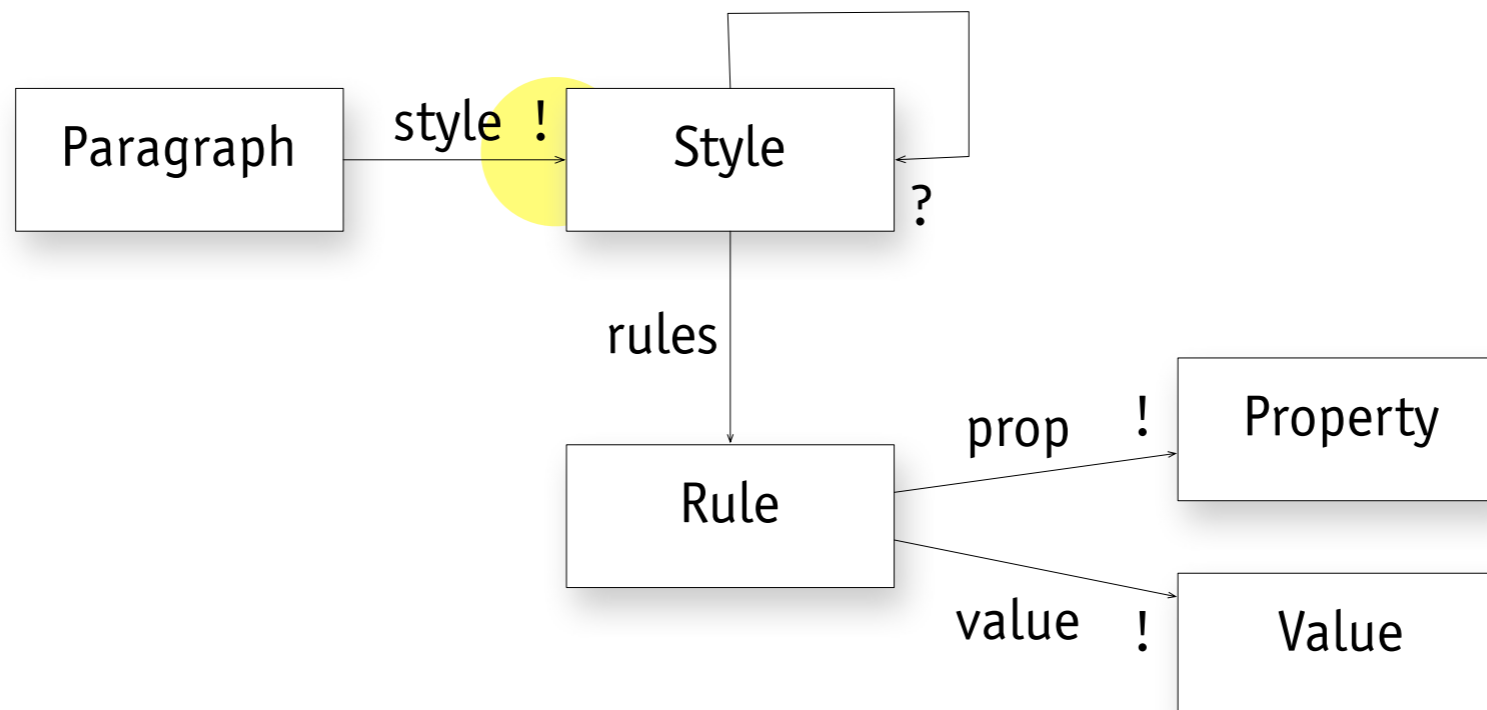 Paragraph
style !
Style
?
rules
Rule
prop !
Property
value !
Value